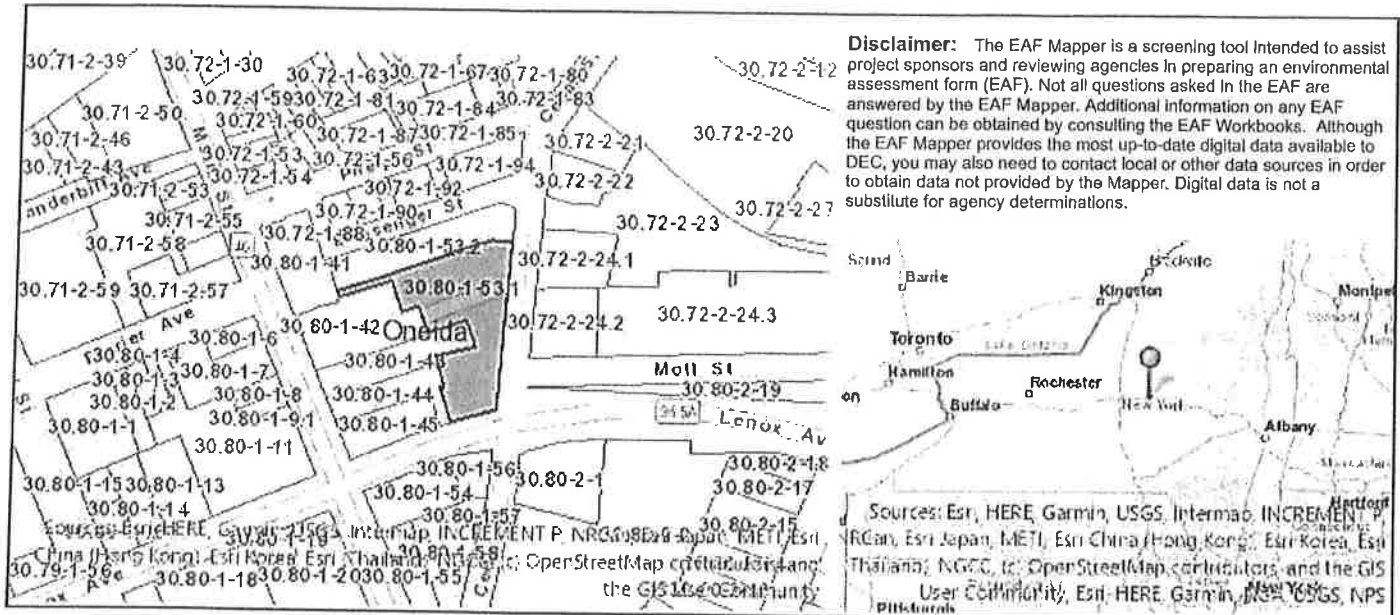 Disclaimer: The EAF Mapper is a screening tool intended to assist
project sponsors and reviewing agencies in preparing an environmental
assessment form (EAF). Not all questions asked in the EAF are
answered by the EAF Mapper. Additional information on any EAF
question can be obtained by consulting the EAF Workbooks. Although
the EAF Mapper provides the most up-to-date digital data available to
DEC, you may also need to contact local or other data sources in order
to obtain data not provided by the Mapper. Digital data is not a
substitute for agency determinations.
30.71-2-39
30.72-1-30
30.72-1-63
30.72-1-67
30.72-1-80
30.72-2-12
30.71-2-50
30.72-1-59
30.72-1-81
30.72-1-84
30.72-1-83
30.71-2-46
30.72-1-60
30.72-1-87
30.72-1-85
30.72-2-21
30.72-2-20
30.71-2-43
30.72-1-53
30.72-1-56
30.72-1-94
30.71-2-53
30.72-1-54
30.72-1-92
30.72-2-22
anderbilt Ave
30.71-2-55
30.72-1-90
30.72-2-23
30.72-2-27
30.71-2-58
30.72-1-88
30.80-1-53.2
30.80-1-41
30.72-2-24.1
30.71-2-59
30.71-2-57
30.80-1-53.1
30.80-1-42
Oneida
30.72-2-24.2
30.72-2-24.3
30.80-1-6
30.80-1-4
30.80-1-43
30.80-1-3
30.80-1-7
Mott St
30.80-2-19
30.80-1-2
30.80-1-8
30.80-1-44
30.80-1-1
30.80-1-9.1
30.80-1-45
Lenox Av
30.80-1-11
30.80-1-56
30.80-2-1
30.80-2-18
30.80-1-15
30.80-1-13
30.80-1-54
30.80-2-17
30.80-1-14
30.80-1-57
30.80-2-15
30.80-1-18
30.80-1-20
30.80-1-55
INCREMENT P,
OpenStreetMap
the GIS
Barrie
Kingston
Montpel
Toronto
Lake Ontario
Hamilton
on
Rochester
Buffalo
New York
Albany
Hartford
Sources: Esri, HERE, Garmin, USGS, Intermap, INCREMENT P,
NRCan, Esri Japan, METI, Esri China (Hong Kong), Esri Korea, Esri
Thailand, NGCC, (c) OpenStreetMap contributors, and the GIS
User Community, Esri, HERE, Garmin, USGS, NPS